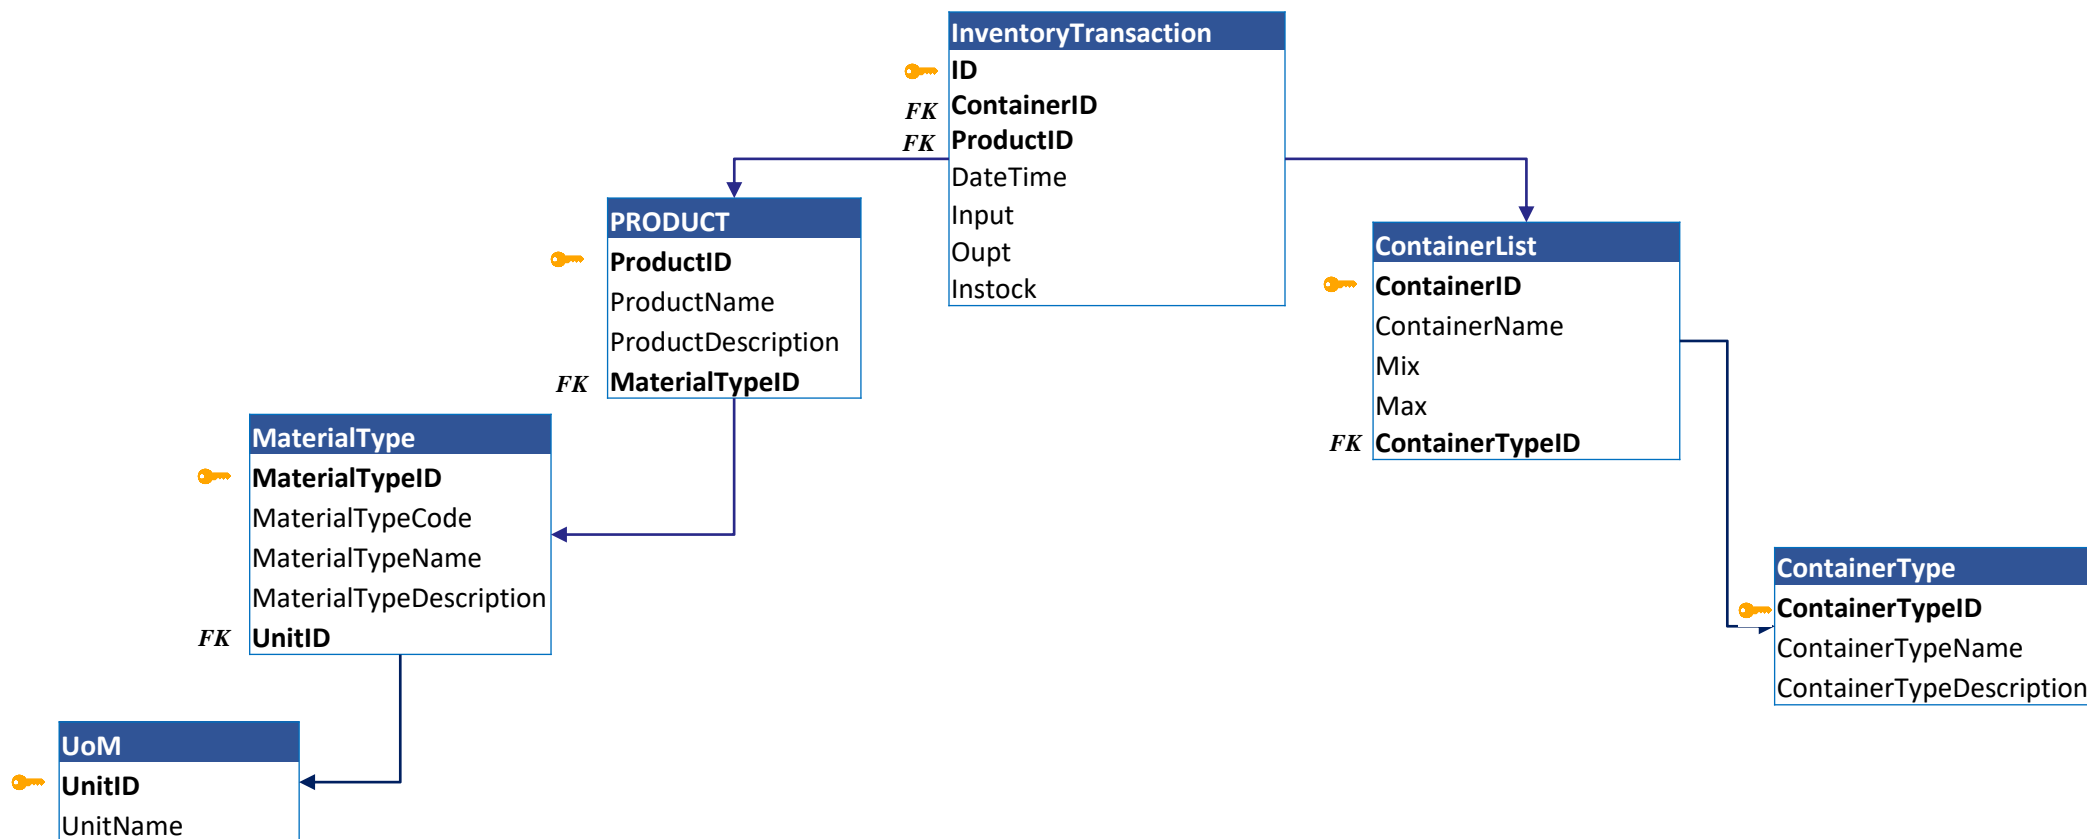 InventoryTransaction
ID
FK ContainerID
FK ProductID
DateTime
Input
Oupt
Instock
PRODUCT
ProductID
ProductName
ProductDescription
FK MaterialTypeID
ContainerList
ContainerID
ContainerName
Mix
Max
FK ContainerTypeID
MaterialType
MaterialTypeID
MaterialTypeCode
MaterialTypeName
MaterialTypeDescription
FK UnitID
ContainerType
ContainerTypeID
ContainerTypeName
ContainerTypeDescription
UoM
UnitID
UnitName